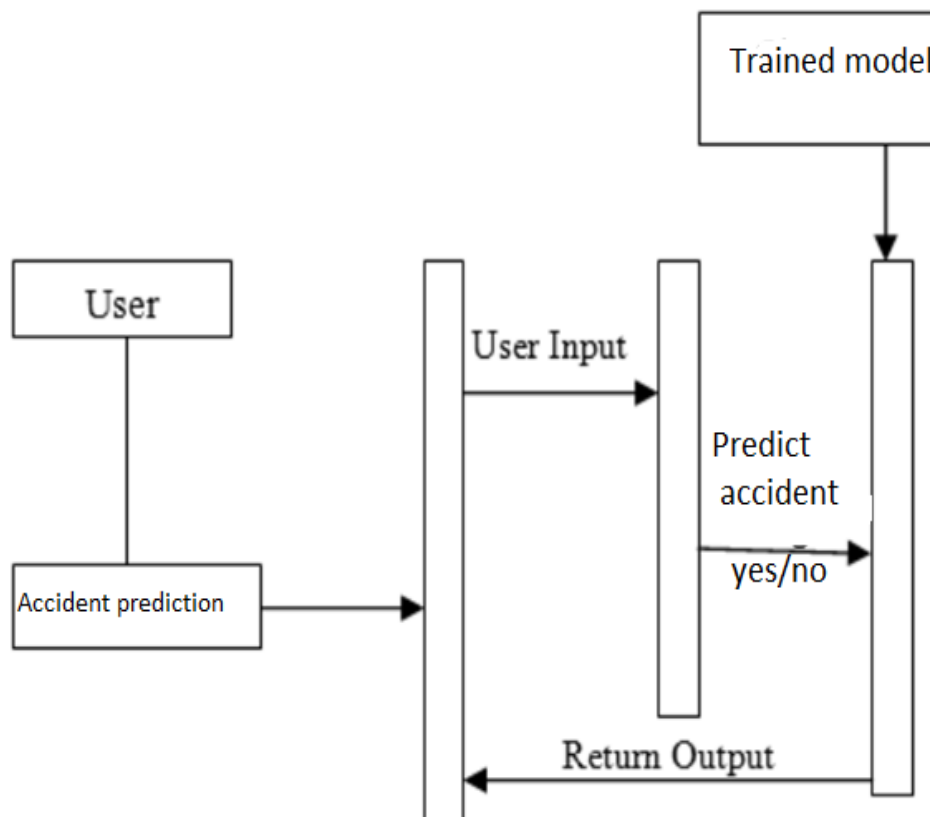 Trained model
User
User Input
Predict
accident
yes/no
Accident prediction
Return Output